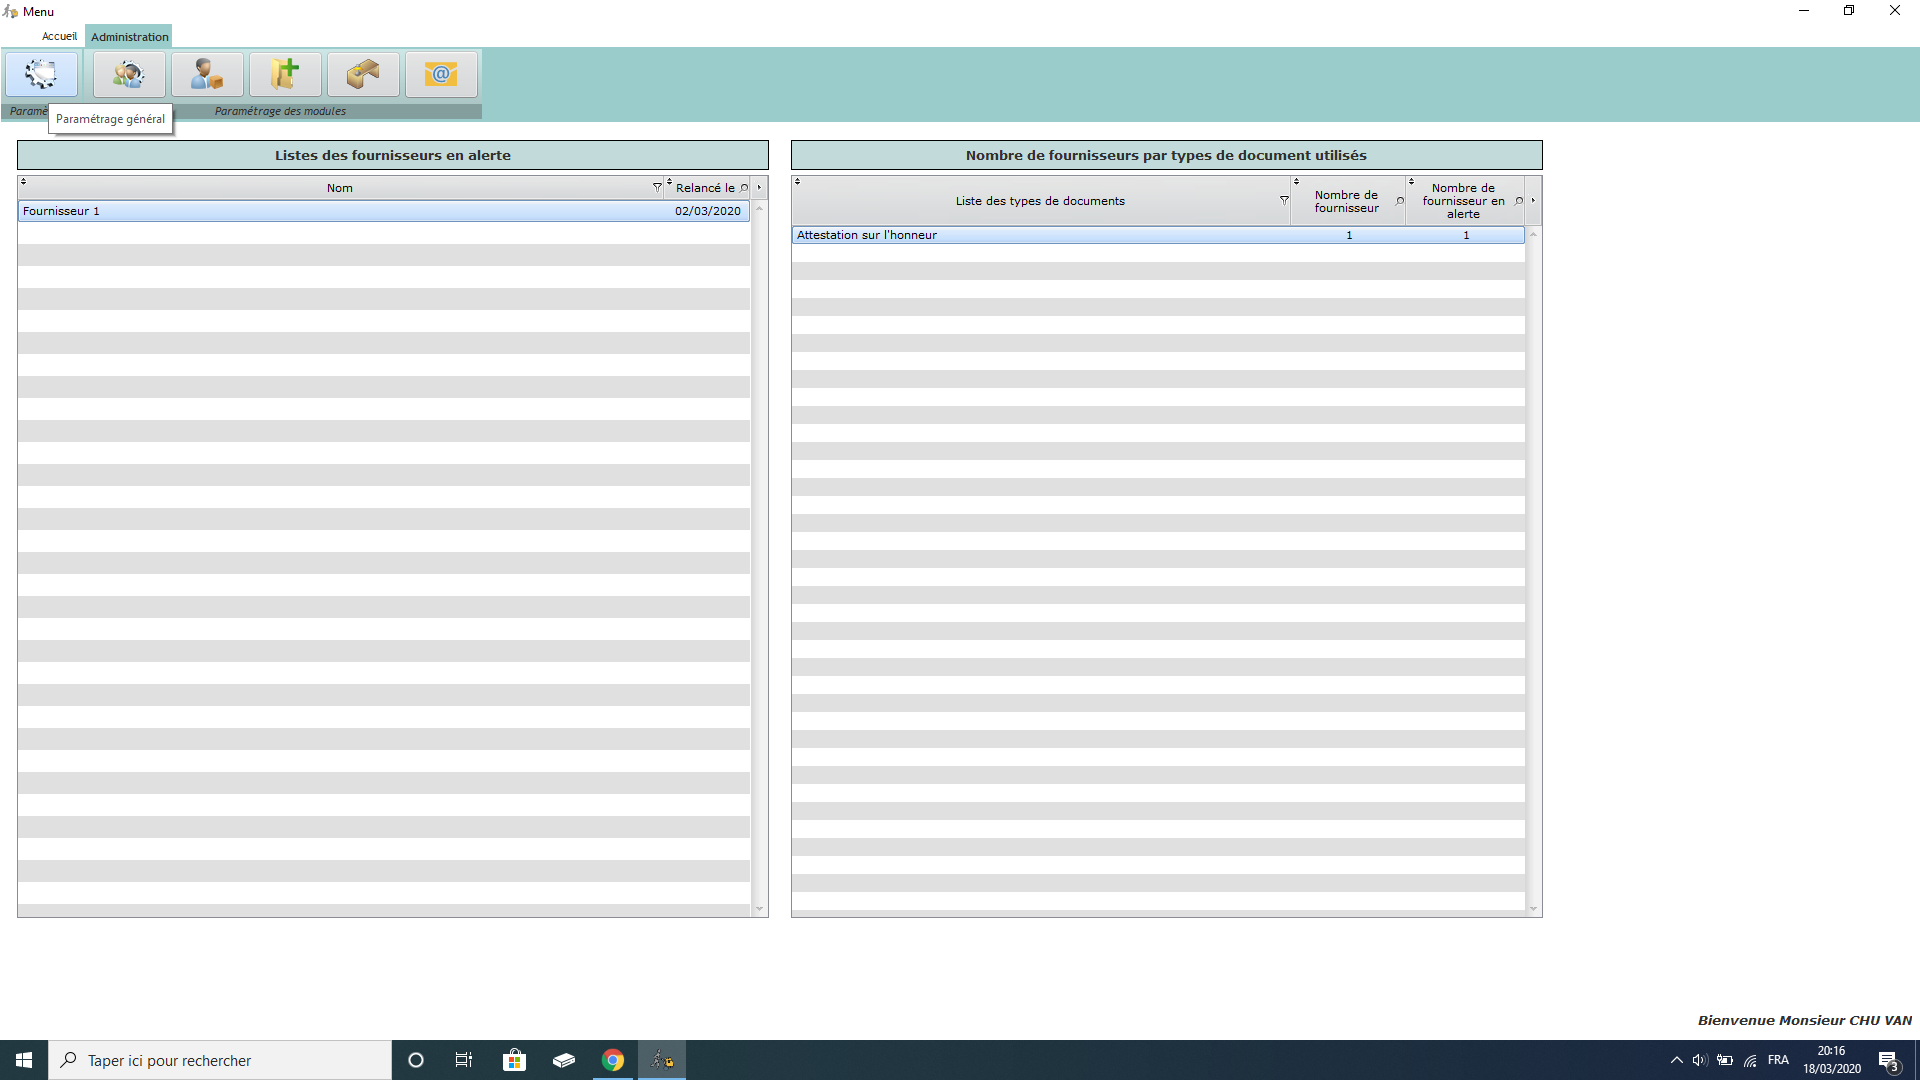 Menu
Accueil
Administration
Paramè
Paramétrage des modules
Paramétrage général
Listes des fournisseurs en alerte
Nom
Relancé le
Fournisseur 1
02/03/2020
Nombre de fournisseurs par types de document utilisés
Liste des types de documents
Nombre de
fournisseur
Nombre de
fournisseur en
alerte
Attestation sur l'honneur
1
1
Bienvenue Monsieur CHU VAN
Taper ici pour rechercher
FRA
20:16
18/03/2020
3